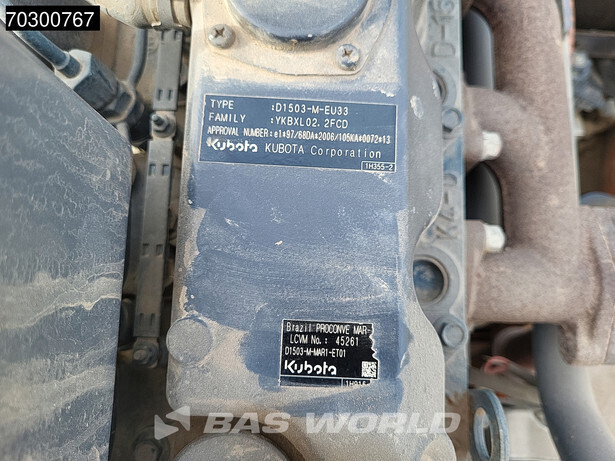 70300767
TYPE :D1503-M-EU33
FAMILY :YKBXL02.2FCD
APPROVAL NUMBER:e1*97/68DA*2006/105KA*0072*13
Kubota KUBOTA Corporation
1H355-2
Brazil PROCONVE MAR-
LCVM No.: 45261
D1503-M-MAR1-ET01
Kubota
BAS WORLD